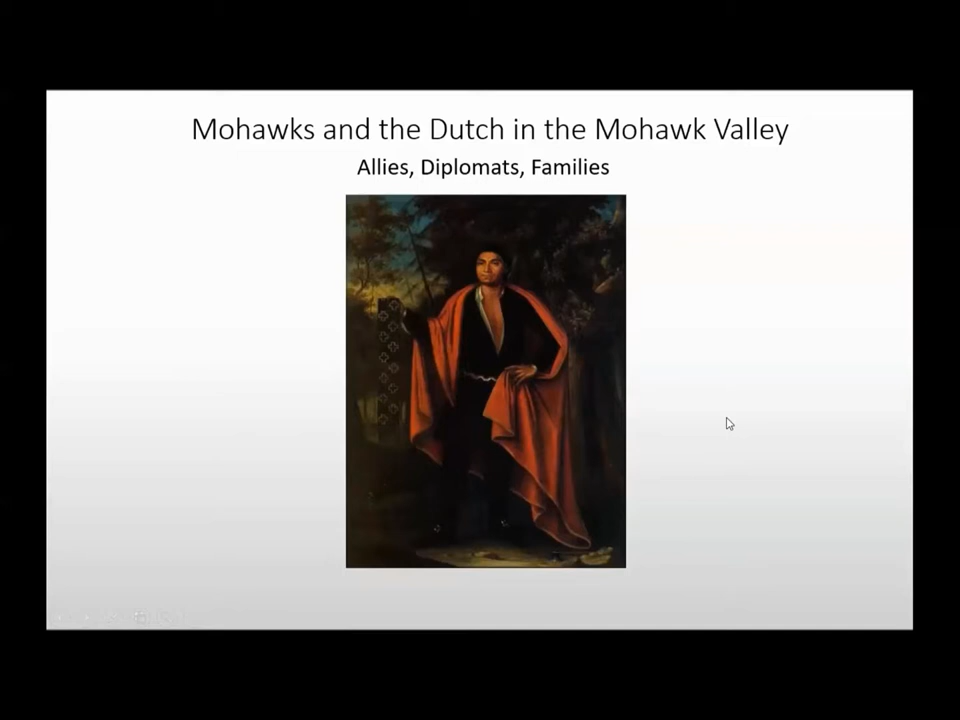 Mohawks and the Dutch in the Mohawk Valley
Allies, Diplomats, Families